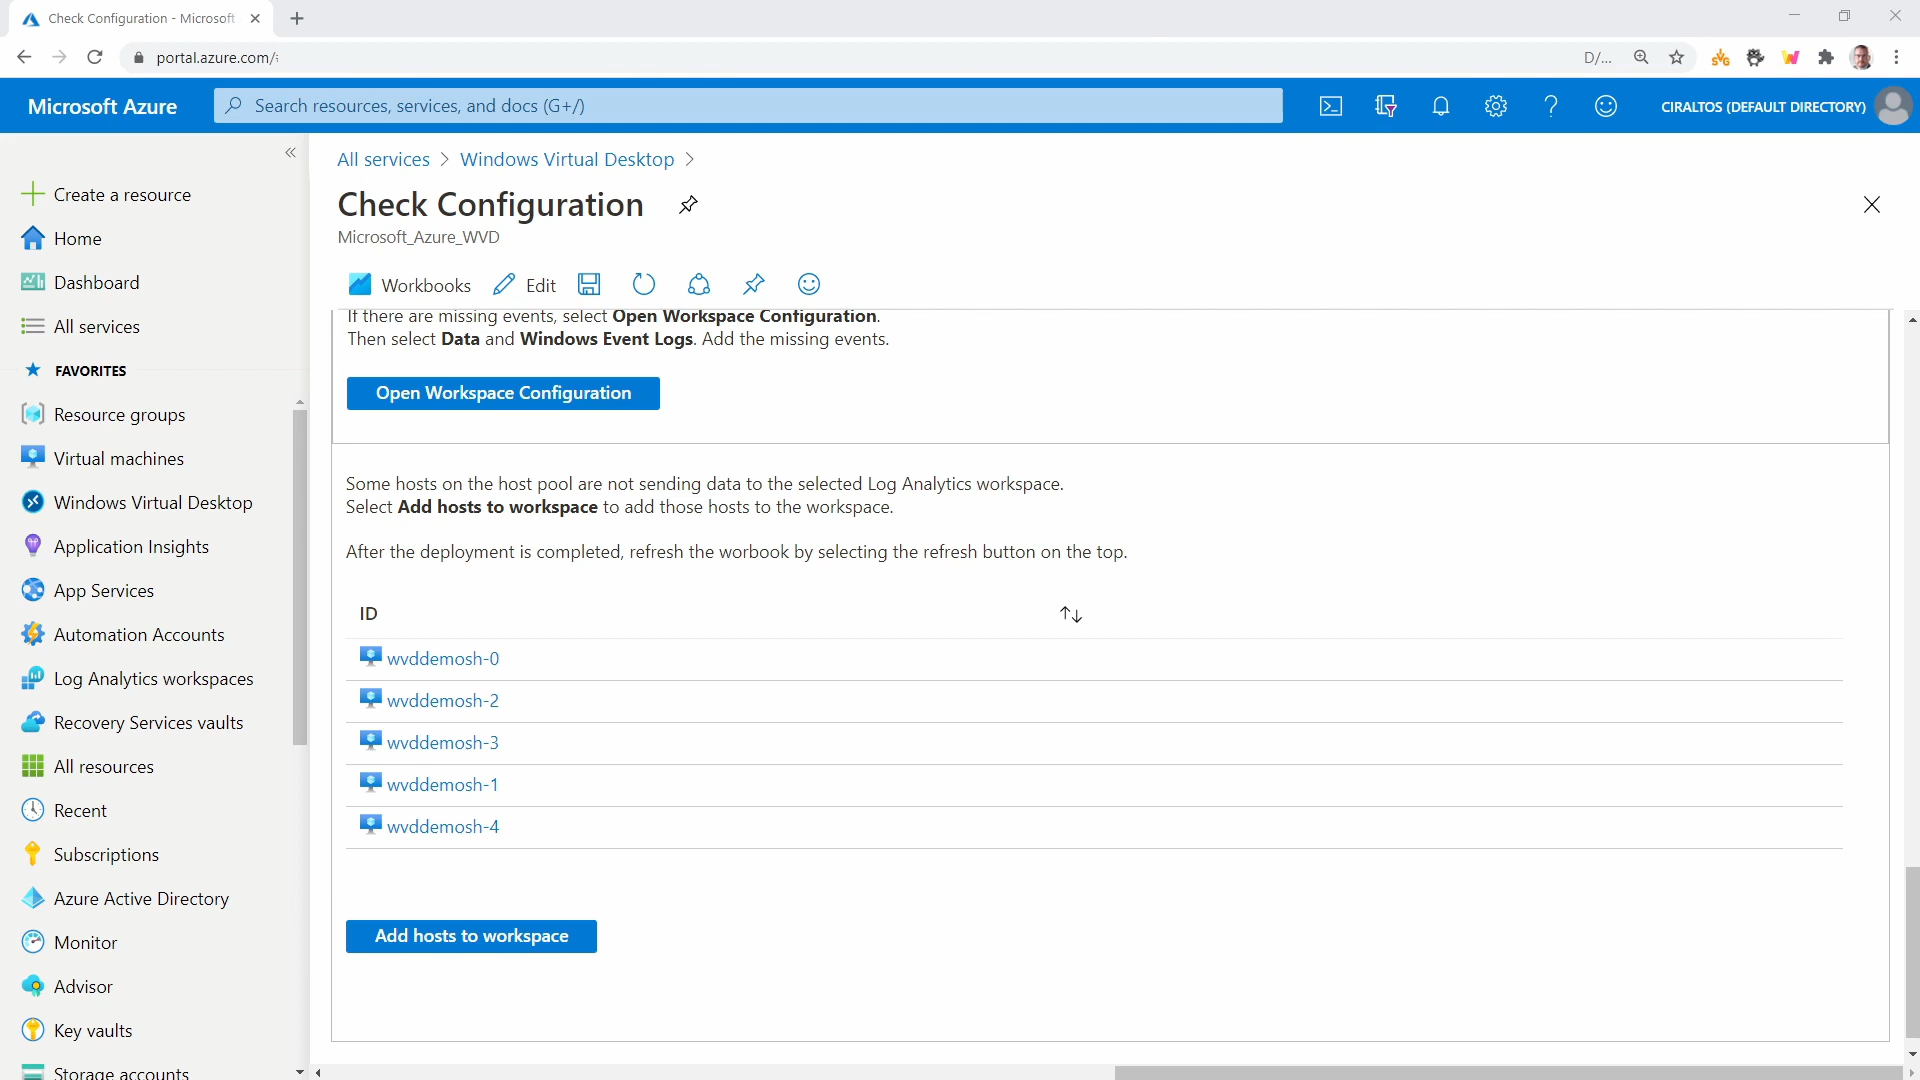 Check Configuration - Microsoft
portal.azure.com/
D/...
Microsoft Azure
Search resources, services, and docs (G+/)
CIRALTOS (DEFAULT DIRECTORY)
Create a resource
Home
Dashboard
All services
FAVORITES
Resource groups
Virtual machines
Windows Virtual Desktop
Application Insights
App Services
Automation Accounts
Log Analytics workspaces
Recovery Services vaults
All resources
Recent
Subscriptions
Azure Active Directory
Monitor
Advisor
Key vaults
Storage accounts
All services > Windows Virtual Desktop >
Check Configuration
Microsoft_Azure_WVD
Workbooks Edit
If there are missing events, select Open Workspace Configuration.
Then select Data and Windows Event Logs. Add the missing events.
Open Workspace Configuration
Some hosts on the host pool are not sending data to the selected Log Analytics workspace.
Select Add hosts to workspace to add those hosts to the workspace.
After the deployment is completed, refresh the worbook by selecting the refresh button on the top.
ID
wvddemosh-0
wvddemosh-2
wvddemosh-3
wvddemosh-1
wvddemosh-4
Add hosts to workspace